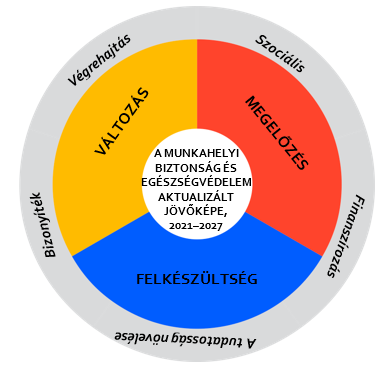 Végrehajtás
Szociális
VÁLTOZÁS
MEGELŐZÉS
A MUNKAHELYI
BIZTONSÁG ÉS
EGÉSZSÉGVÉDELEM
AKTUALIZÁLT
JÖVŐKÉPE,
2021–2027
Bizonyíték
Finanszírozás
FELKÉSZÜLTSÉG
A tudatosság növelése